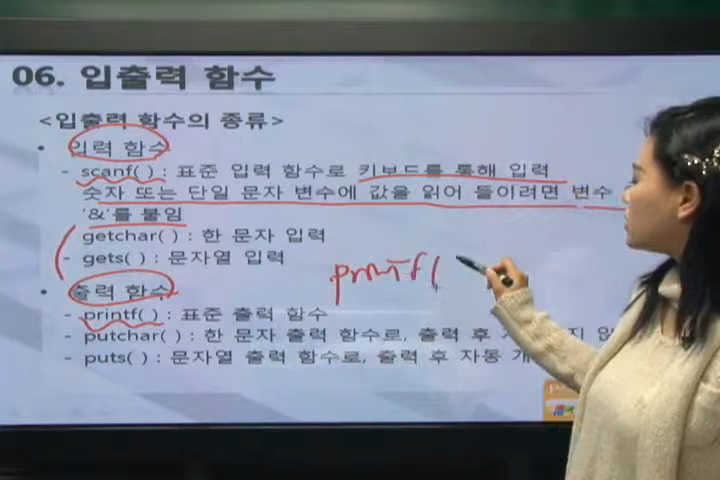 06. 입출력 함수
<입출력 함수의 종류>
• 입력 함수
- scanf( ) : 표준 입력 함수로 키보드를 통해 입력
숫자 또는 단일 문자 변수에 값을 읽어 들이려면 변수
'&'를 붙임
- getchar( ) : 한 문자 입력
- gets( ) : 문자열 입력
printf(
• 출력 함수
- printf( ) : 표준 출력 함수
- putchar( ) : 한 문자 출력 함수로, 출력 후
- puts( ) : 문자열 출력 함수로, 출력 후 자동 개